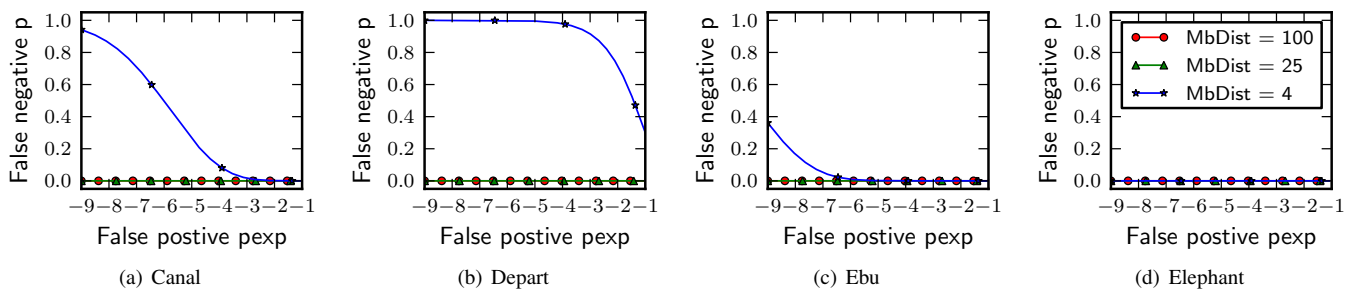 False negative p
1.0
0.8
0.6
0.4
0.2
0.0
−9 −8 −7 −6 −5 −4 −3 −2 −1
False postive pexp
(a) Canal
False negative p
1.0
0.8
0.6
0.4
0.2
0.0
−9 −8 −7 −6 −5 −4 −3 −2 −1
False postive pexp
(b) Depart
False negative p
1.0
0.8
0.6
0.4
0.2
0.0
−9 −8 −7 −6 −5 −4 −3 −2 −1
False postive pexp
(c) Ebu
False negative p
1.0
0.8
0.6
0.4
0.2
0.0
MbDist = 100
MbDist = 25
MbDist = 4
−9 −8 −7 −6 −5 −4 −3 −2 −1
False postive pexp
(d) Elephant